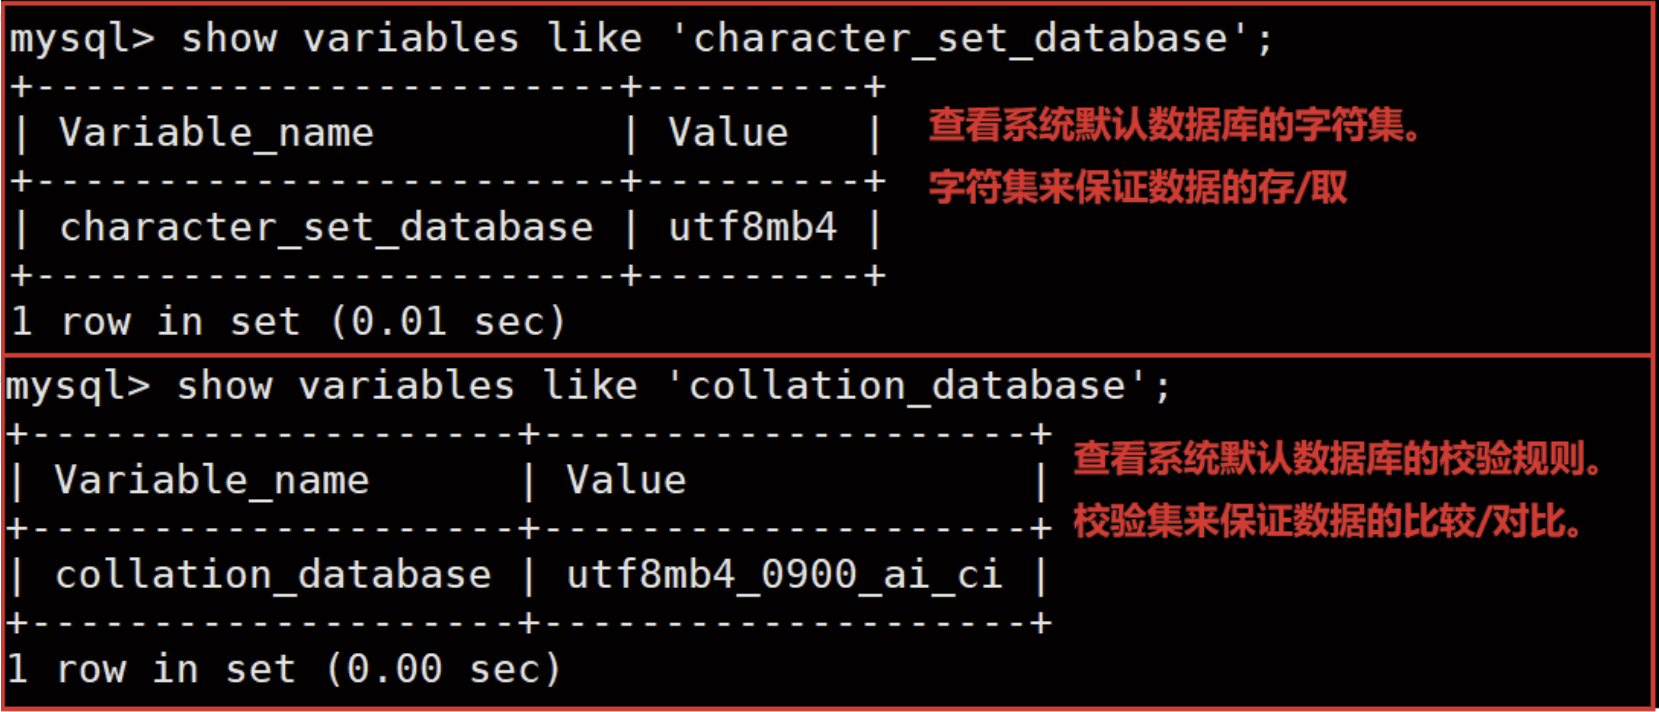 mysql> show variables like 'character_set_database';
+------------------------+---------+
| Variable_name          | Value   |
查看系统默认数据库的字符集。
+------------------------+---------+
字符集来保证数据的存/取
| character_set_database | utf8mb4 |
+------------------------+---------+
1 row in set (0.01 sec)
mysql> show variables like 'collation_database';
+--------------------+--------------------+
查看系统默认数据库的校验规则。
| Variable_name      | Value              |
校验集来保证数据的比较/对比。
+--------------------+--------------------+
| collation_database | utf8mb4_0900_ai_ci |
+--------------------+--------------------+
1 row in set (0.00 sec)